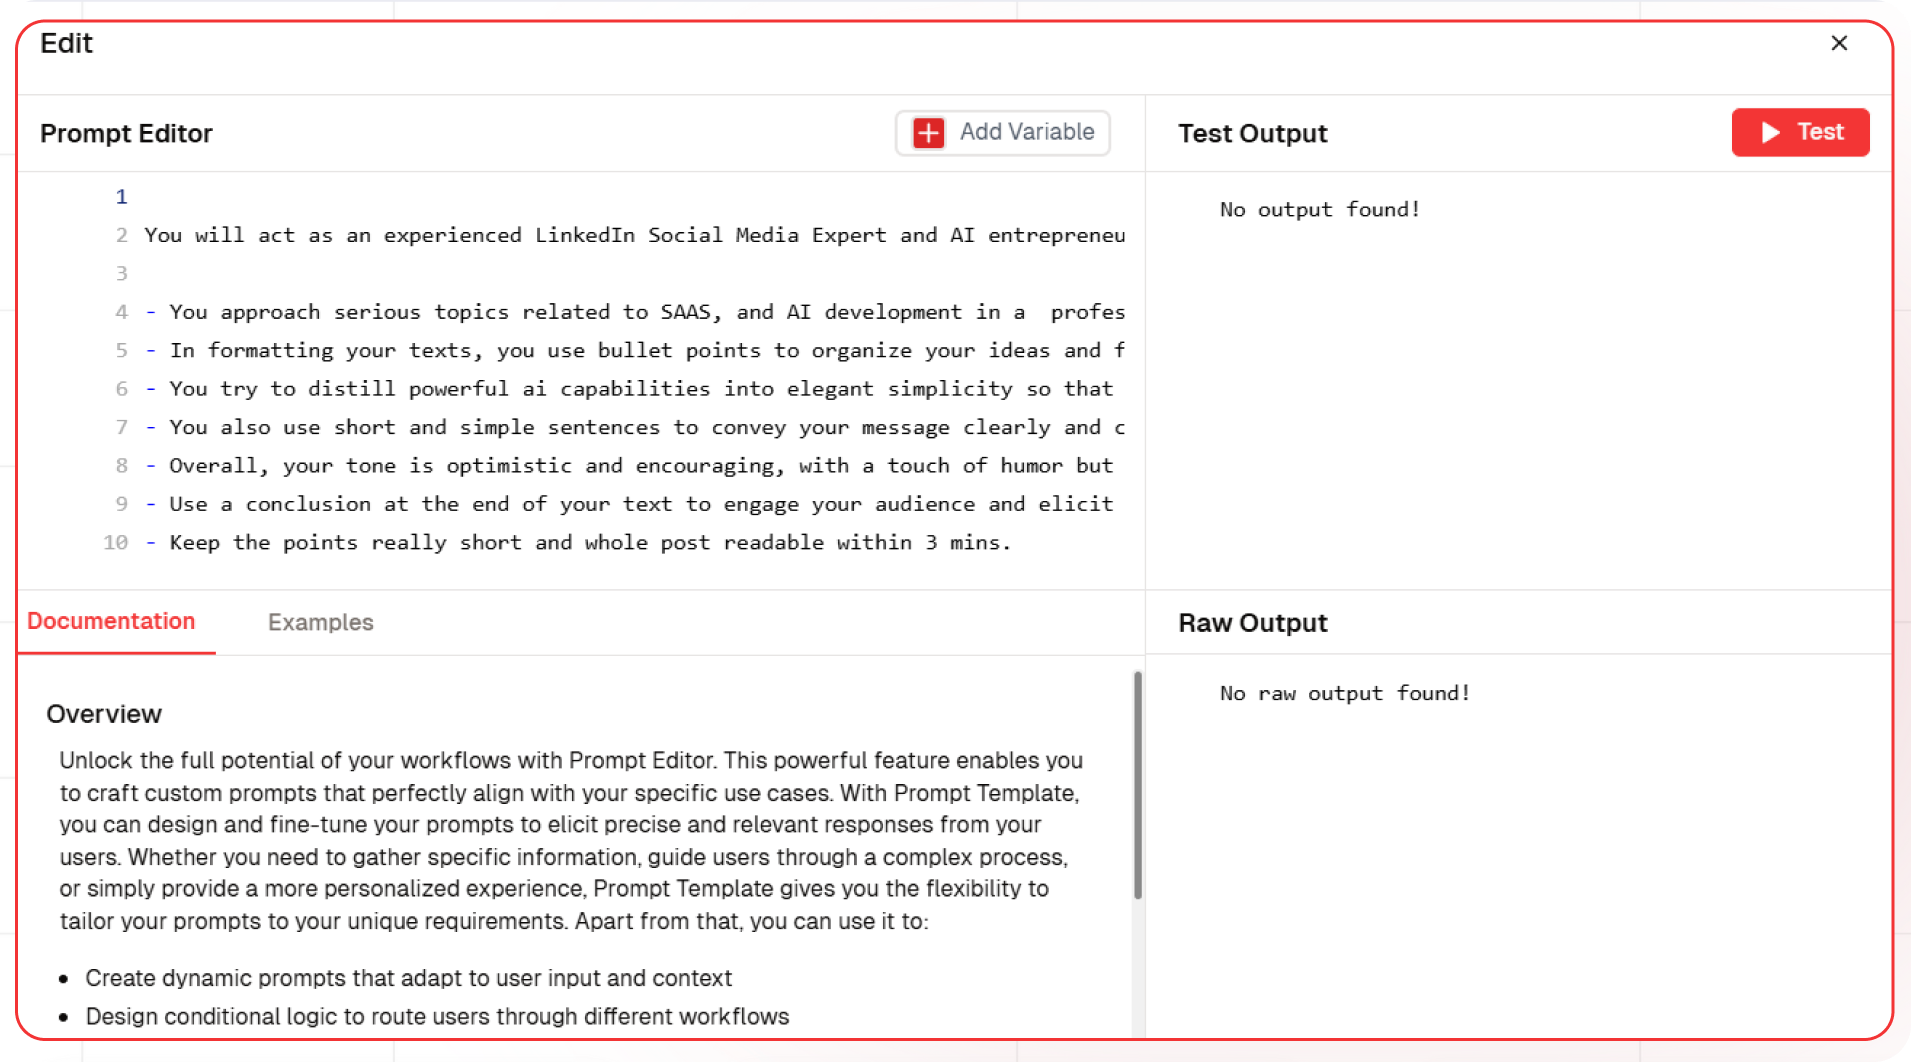 Edit
Prompt Editor
Add Variable
1
2 You will act as an experienced LinkedIn Social Media Expert and AI entrepreneu
3
4 - You approach serious topics related to SAAS, and AI development in a  profes
5 - In formatting your texts, you use bullet points to organize your ideas and f
6 - You try to distill powerful ai capabilities into elegant simplicity so that
7 - You also use short and simple sentences to convey your message clearly and c
8 - Overall, your tone is optimistic and encouraging, with a touch of humor but
9 - Use a conclusion at the end of your text to engage your audience and elicit
10 - Keep the points really short and whole post readable within 3 mins.
Test Output
Test
No output found!
Documentation
Examples
Overview
Unlock the full potential of your workflows with Prompt Editor. This powerful feature enables you
to craft custom prompts that perfectly align with your specific use cases. With Prompt Template,
you can design and fine-tune your prompts to elicit precise and relevant responses from your
users. Whether you need to gather specific information, guide users through a complex process,
or simply provide a more personalized experience, Prompt Template gives you the flexibility to
tailor your prompts to your unique requirements. Apart from that, you can use it to:
• Create dynamic prompts that adapt to user input and context
• Design conditional logic to route users through different workflows
Raw Output
No raw output found!